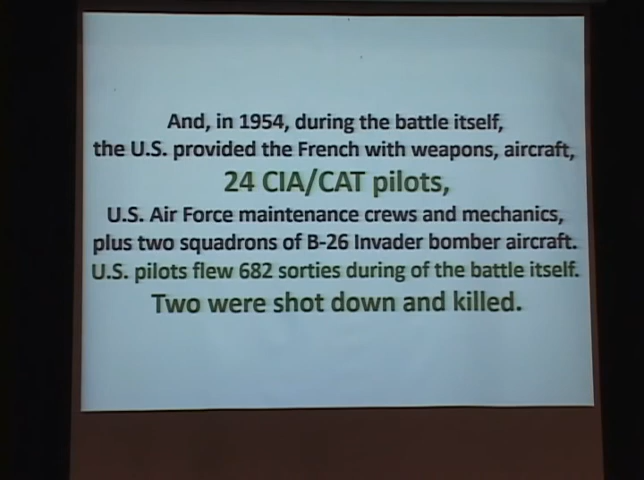 And, in 1954, during the battle itself,
the U.S. provided the French with weapons, aircraft,
24 CIA/CAT pilots,
U.S. Air Force maintenance crews and mechanics,
plus two squadrons of B-26 Invader bomber aircraft.
U.S. pilots flew 682 sorties during of the battle itself.
Two were shot down and killed.